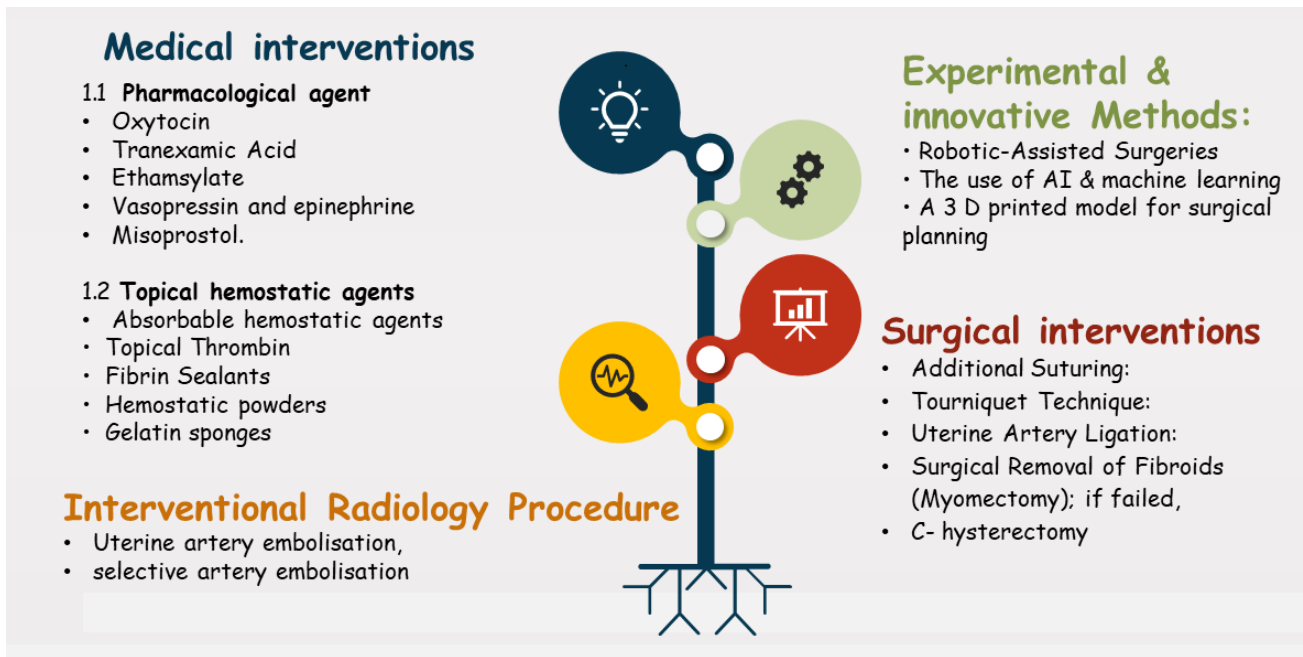 Medical interventions
1.1 Pharmacological agent
• Oxytocin
• Tranexamic Acid
• Ethamsylate
• Vasopressin and epinephrine
• Misoprostol.
1.2 Topical hemostatic agents
• Absorbable hemostatic agents
• Topical Thrombin
• Fibrin Sealants
• Hemostatic powders
• Gelatin sponges
Interventional Radiology Procedure
• Uterine artery embolisation,
• selective artery embolisation
Experimental &
innovative Methods:
• Robotic-Assisted Surgeries
• The use of AI & machine learning
• A 3 D printed model for surgical
planning
Surgical interventions
• Additional Suturing:
• Tourniquet Technique:
• Uterine Artery Ligation:
• Surgical Removal of Fibroids
(Myomectomy); if failed,
• C- hysterectomy